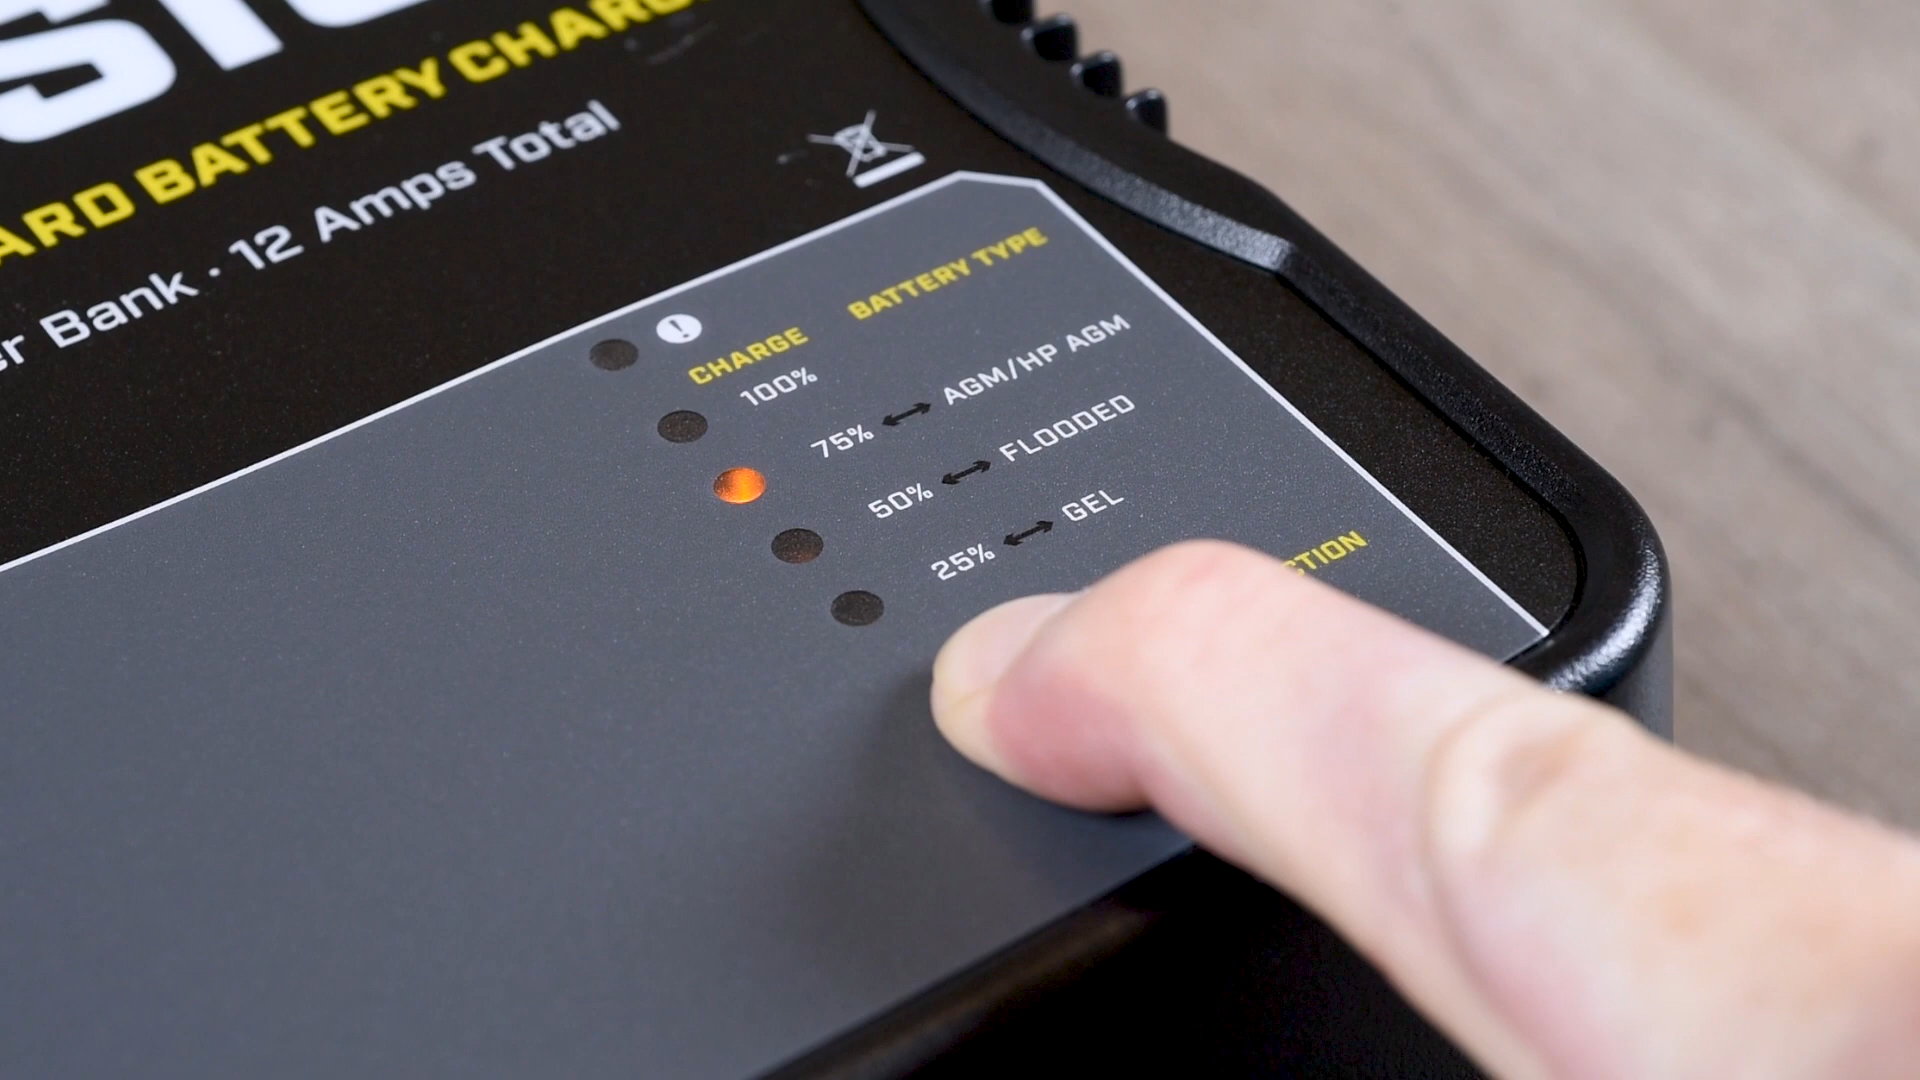 ARD BATTERY CHARG
er Bank · 12 Amps Total
!
CHARGE BATTERY TYPE
100%
75% ↔ AGM/HP AGM
50% ↔ FLOODED
25% ↔ GEL
CTION